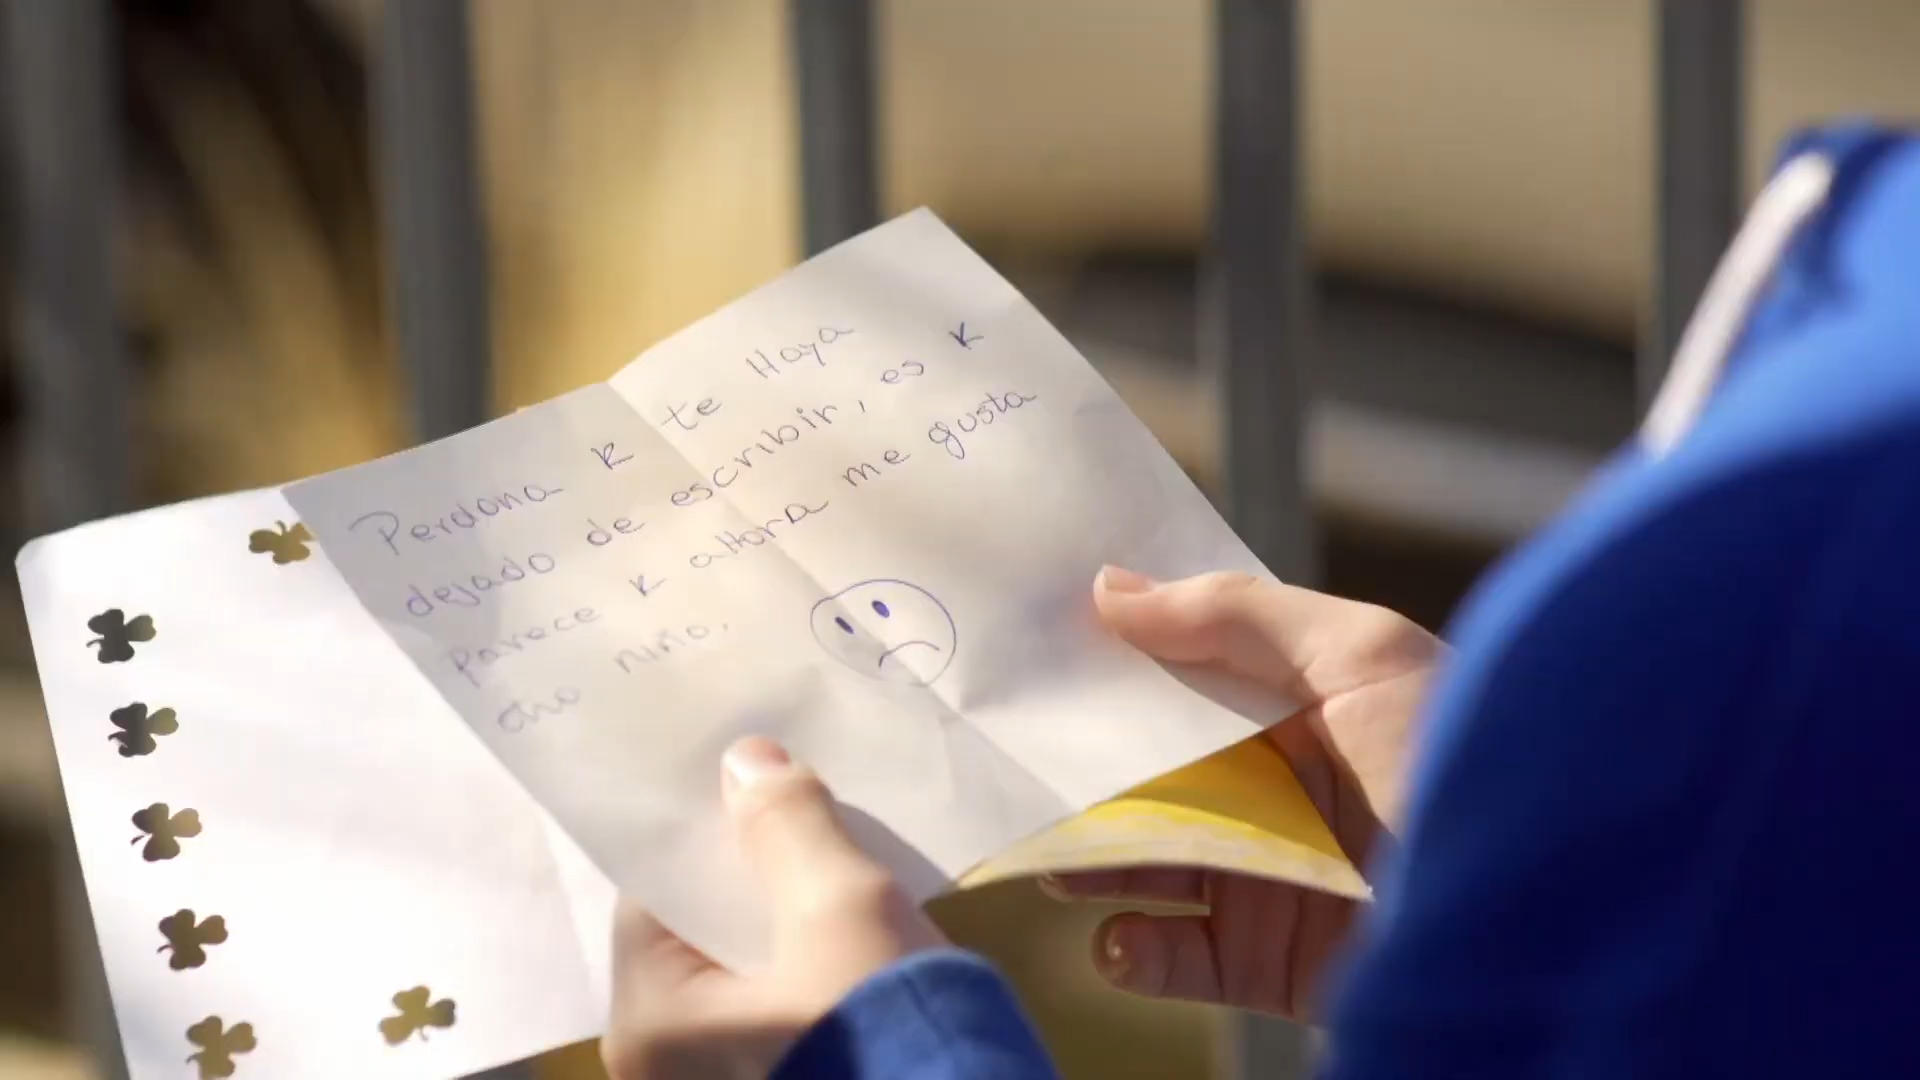 Perdona K te Haya
dejado de escribir, es K
parece K aHora me gusta
otro niño.